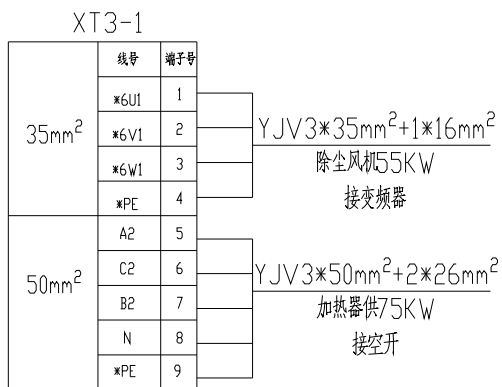 XT3-1
线号 端子号
35mm²
*6U1 1
*6V1 2
*6W1 3
*PE 4
YJV3*35mm²+1*16mm²
除尘风机55KW
接变频器
50mm²
A2 5
C2 6
B2 7
N 8
*PE 9
YJV3*50mm²+2*26mm²
加热器供75KW
接空开